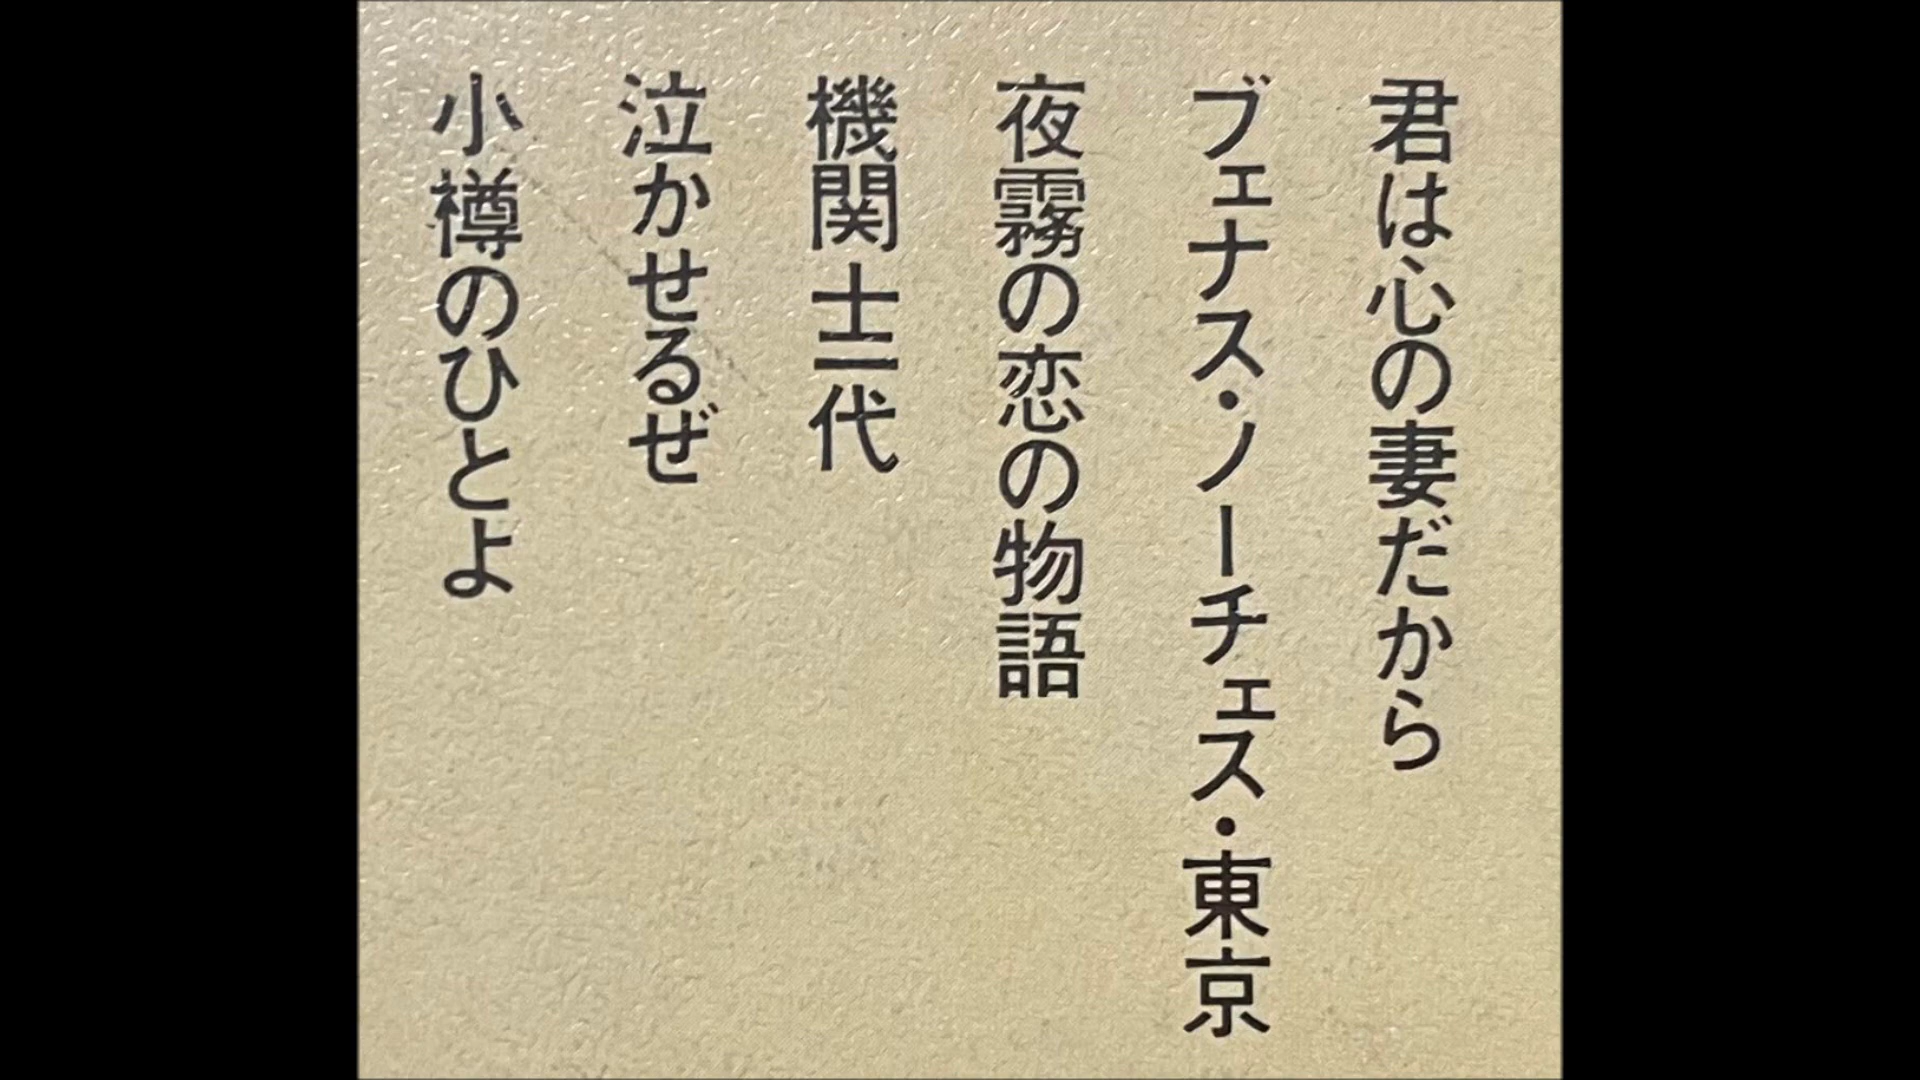 君は心の妻だから
ブェナス・ノーチェス・東京
夜霧の恋の物語
機関士二代
泣かせるぜ
小樽のひとよ